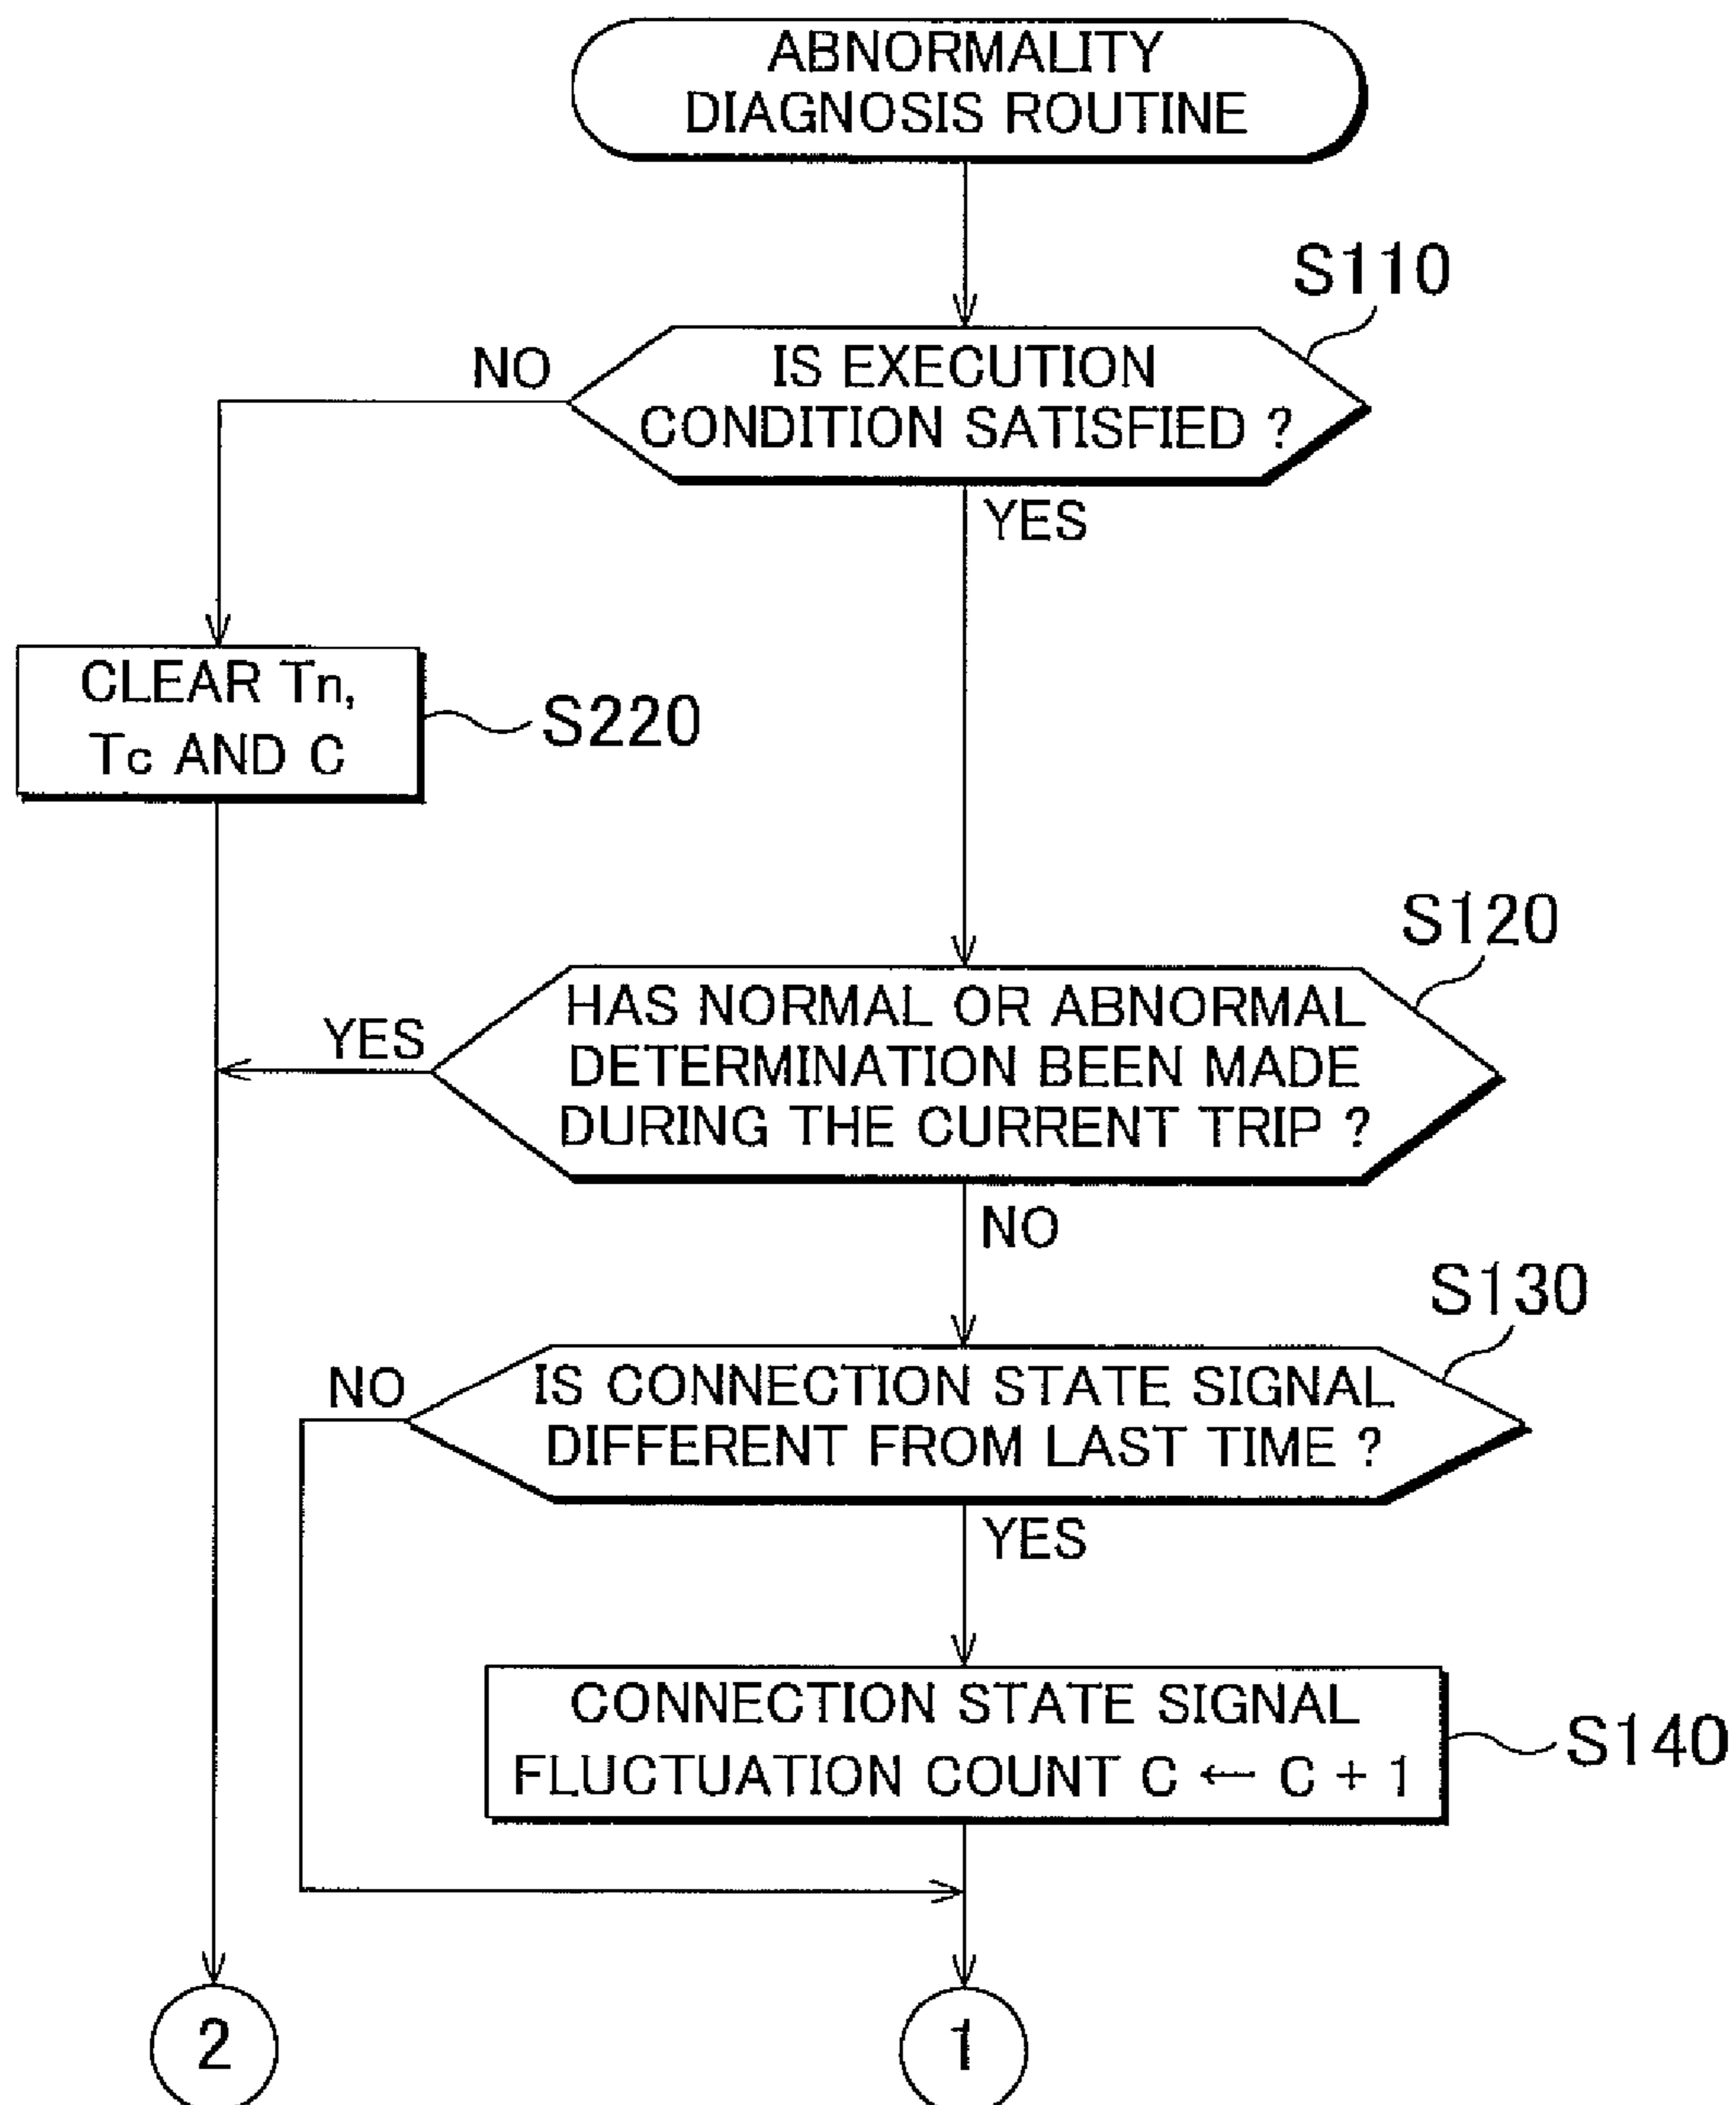 ABNORMALITY
DIAGNOSIS ROUTINE
S110
NO
IS EXECUTION
CONDITION SATISFIED ?
YES
CLEAR Tn,
Tc AND C
S220
S120
YES
HAS NORMAL OR ABNORMAL
DETERMINATION BEEN MADE
DURING THE CURRENT TRIP ?
NO
S130
NO
IS CONNECTION STATE SIGNAL
DIFFERENT FROM LAST TIME ?
YES
CONNECTION STATE SIGNAL
FLUCTUATION COUNT C ← C + 1
S140
2
1